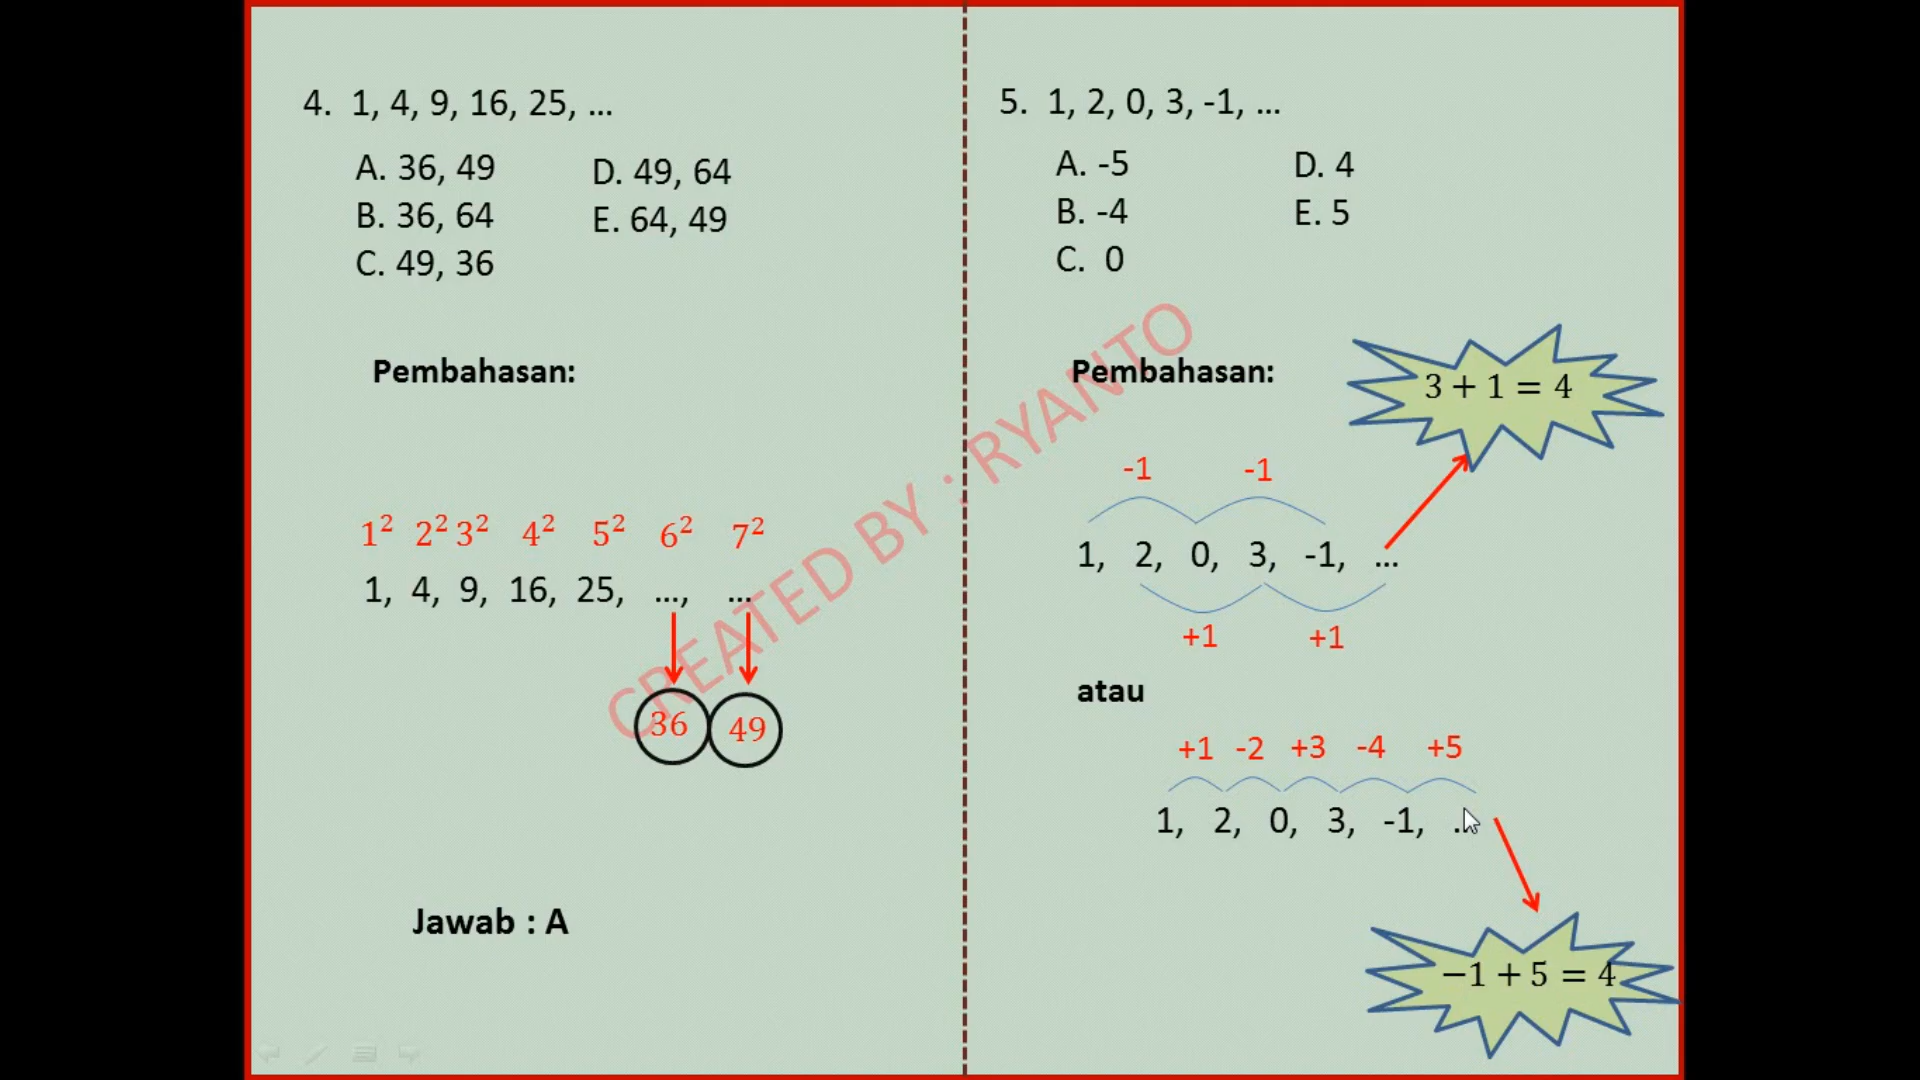 4. 1, 4, 9, 16, 25, ...
A. 36, 49
B. 36, 64
C. 49, 36
D. 49, 64
E. 64, 49
Pembahasan:
1² 2² 3² 4² 5² 6² 7²
1, 4, 9, 16, 25, ..., ...
36 49
Jawab : A
5. 1, 2, 0, 3, -1, ...
A. -5
B. -4
C. 0
D. 4
E. 5
Pembahasan:
3 + 1 = 4
-1 -1
1, 2, 0, 3, -1, ...
+1 +1
atau
+1 -2 +3 -4 +5
1, 2, 0, 3, -1, ..
−1 + 5 = 4
CREATED BY : RYANTO